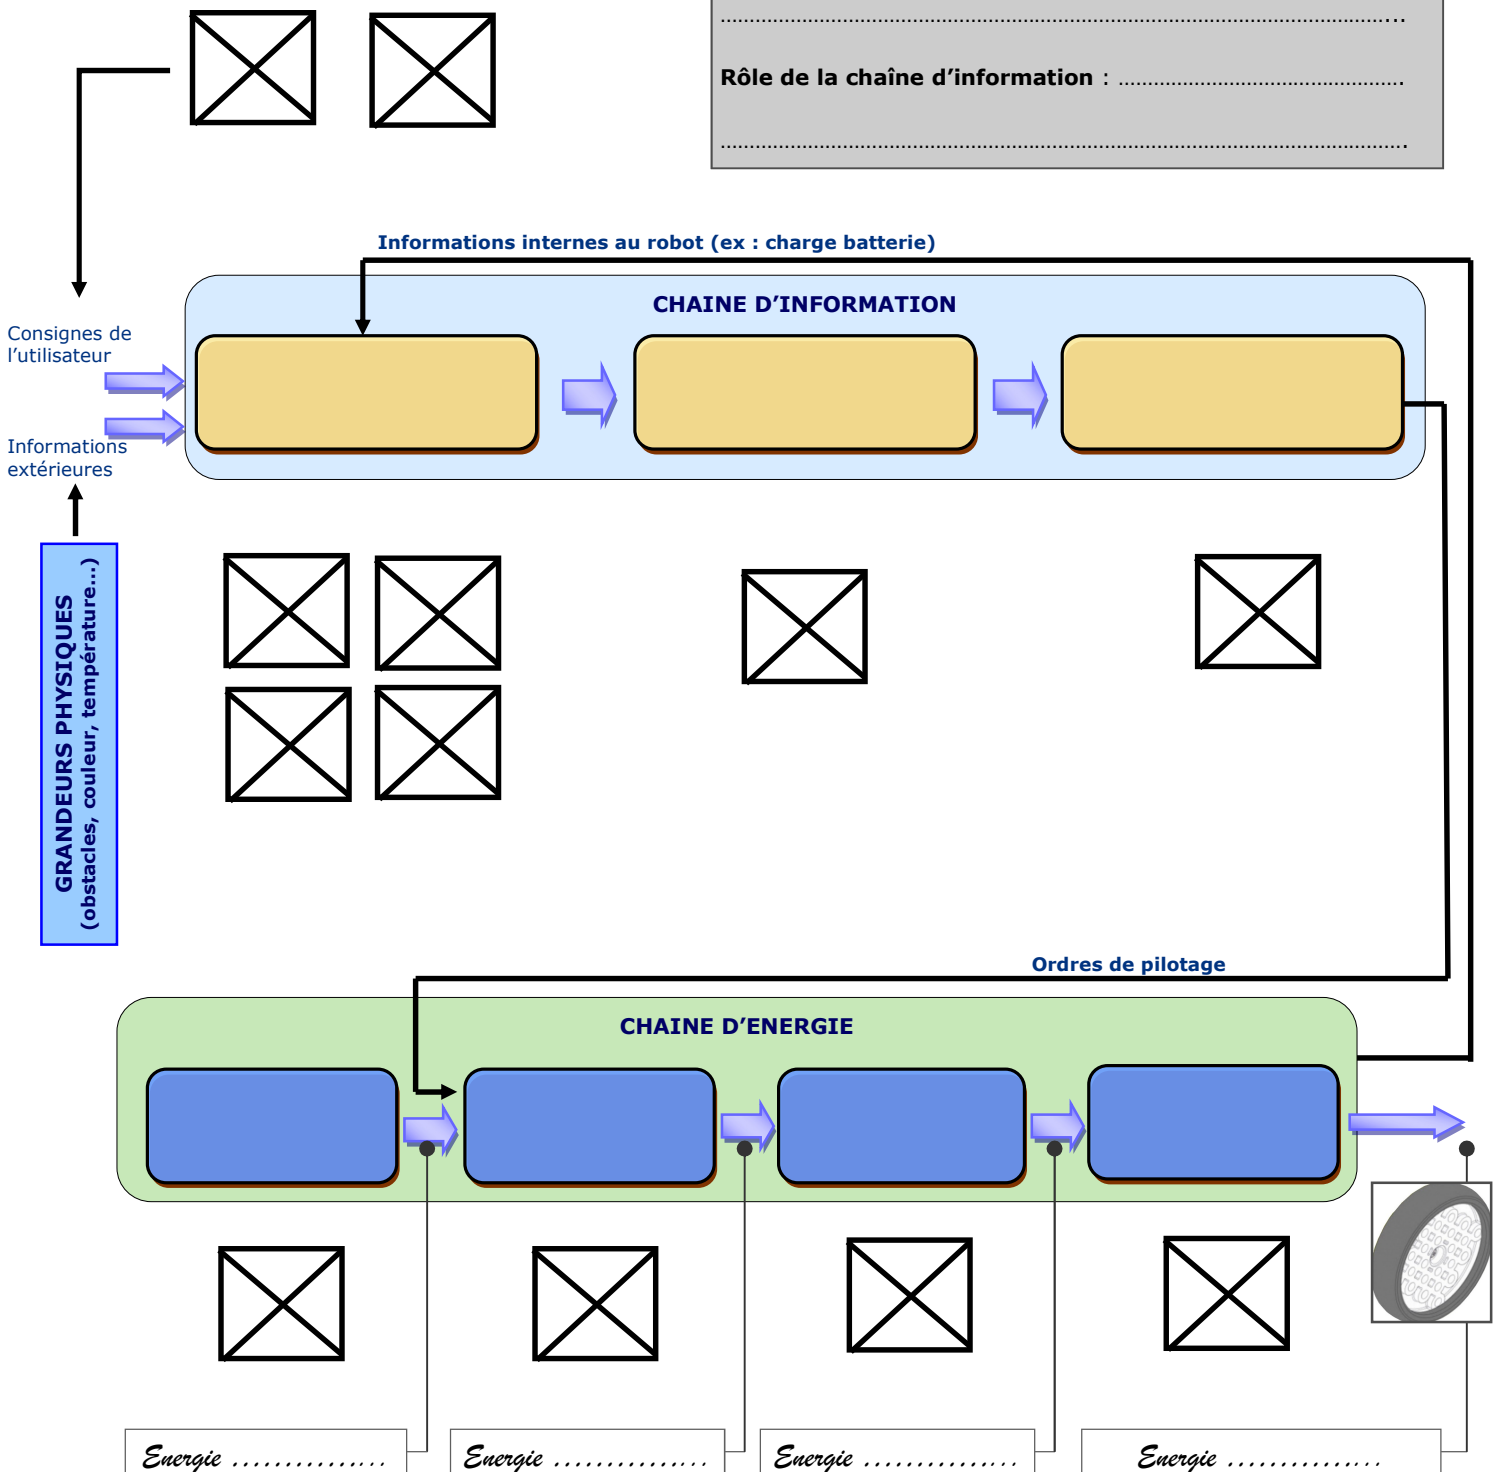 .......................................................................................................................
Rôle de la chaîne d’information : ..................................................
.......................................................................................................................
Informations internes au robot (ex : charge batterie)
CHAINE D’INFORMATION
Consignes de
l’utilisateur
Informations
extérieures
GRANDEURS PHYSIQUES
(obstacles, couleur, température...)
Ordres de pilotage
CHAINE D’ENERGIE
Energie ................
Energie ................
Energie ................
Energie ................